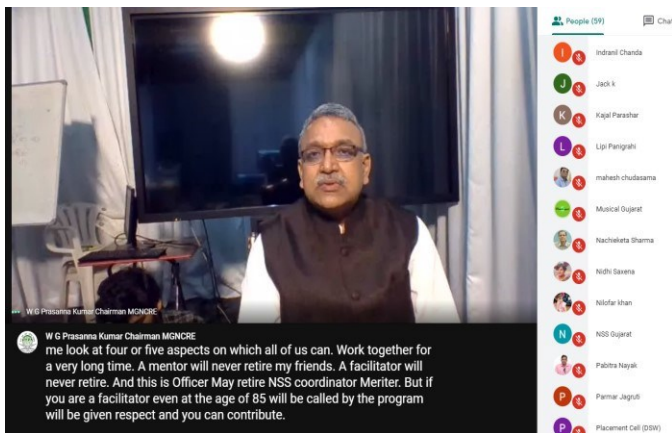 People (59)
Chat
I
Indranil Chanda
J
Jack k
K
Kajal Parashar
L
Lipi Panigrahi
mahesh chudasama
Musical Gujarat
Nachieketa Sharma
Nidhi Saxena
Nilofar khan
N
NSS Gujarat
Pabitra Nayak
P
Parmar Jagruti
P
Placement Cell (DSW)
W G Prasanna Kumar Chairman MGNCRE
W G Prasanna Kumar Chairman MGNCRE
me look at four or five aspects on which all of us can. Work together for
a very long time. A mentor will never retire my friends. A facilitator will
never retire. And this is Officer May retire NSS coordinator Meriter. But if
you are a facilitator even at the age of 85 will be called by the program
will be given respect and you can contribute.